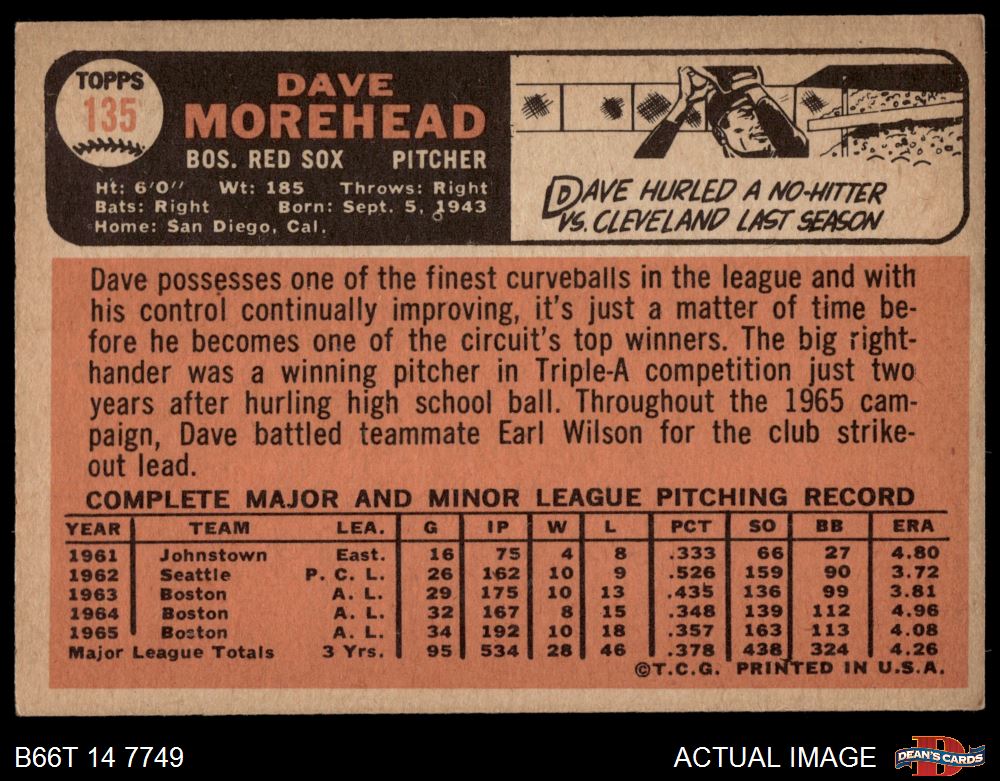 TOPPS
135
DAVE
MOREHEAD
BOS. RED SOX PITCHER
Ht: 6'0" Wt: 185 Throws: Right
Bats: Right Born: Sept. 5, 1943
Home: San Diego, Cal.
DAVE HURLED A NO-HITTER
VS. CLEVELAND LAST SEASON
Dave possesses one of the finest curveballs in the league and with
his control continually improving, it's just a matter of time be-
fore he becomes one of the circuit's top winners. The big right-
hander was a winning pitcher in Triple-A competition just two
years after hurling high school ball. Throughout the 1965 cam-
paign, Dave battled teammate Earl Wilson for the club strike-
out lead.
COMPLETE MAJOR AND MINOR LEAGUE PITCHING RECORD
YEAR TEAM LEA. G IP W L PCT SO BB ERA
1961 Johnstown East. 16 75 4 8 .333 66 27 4.80
1962 Seattle P. C. L. 26 162 10 9 .526 159 90 3.72
1963 Boston A. L. 29 175 10 13 .435 136 99 3.81
1964 Boston A. L. 32 167 8 15 .348 139 112 4.96
1965 Boston A. L. 34 192 10 18 .357 163 113 4.08
Major League Totals 3 Yrs. 95 534 28 46 .378 438 324 4.26
©T.C.G. PRINTED IN U.S.A.
B66T 14 7749
ACTUAL IMAGE
D
DEAN'S CARDS